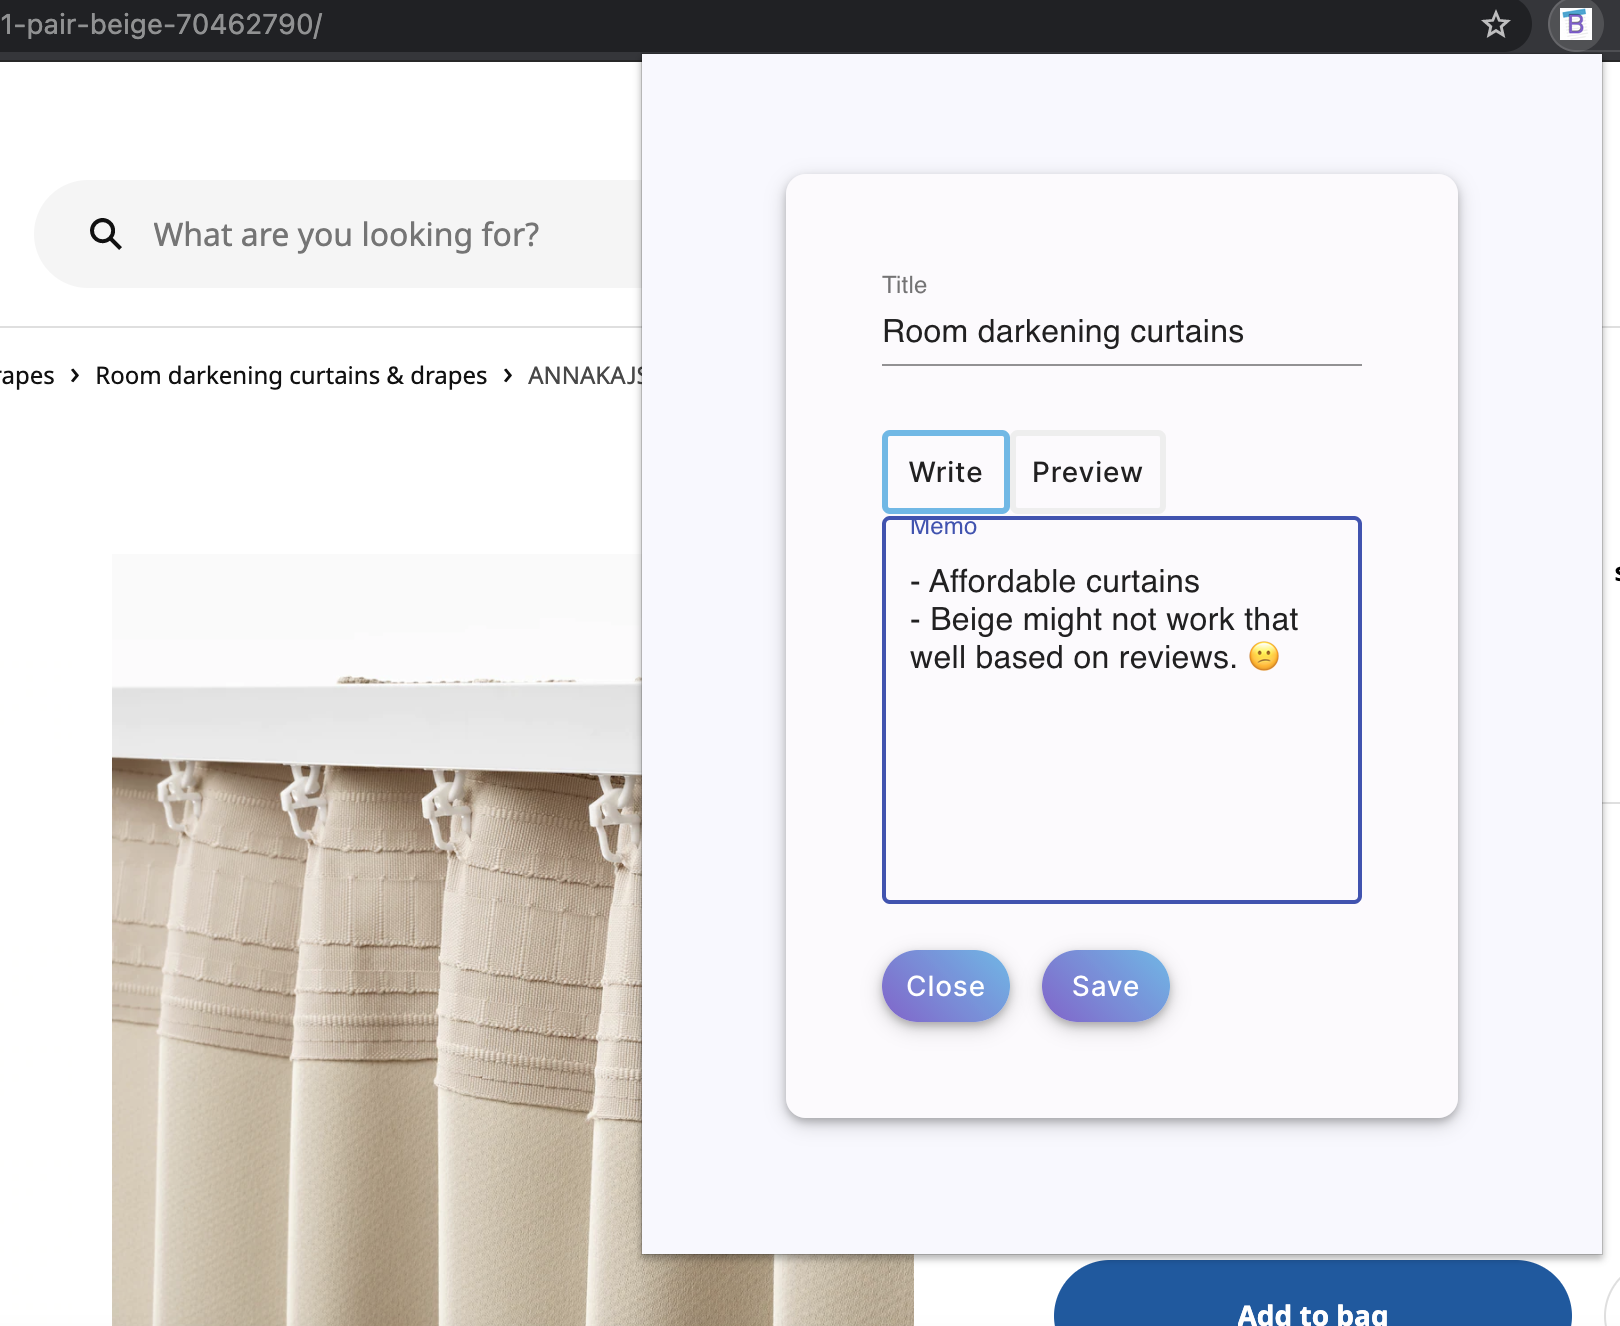 1-pair-beige-70462790/
B
What are you looking for?
rapes > Room darkening curtains & drapes > ANNAKAJS
Title
Room darkening curtains
Write
Preview
Memo
- Affordable curtains
- Beige might not work that
well based on reviews. 😕
Close
Save
Add to bag